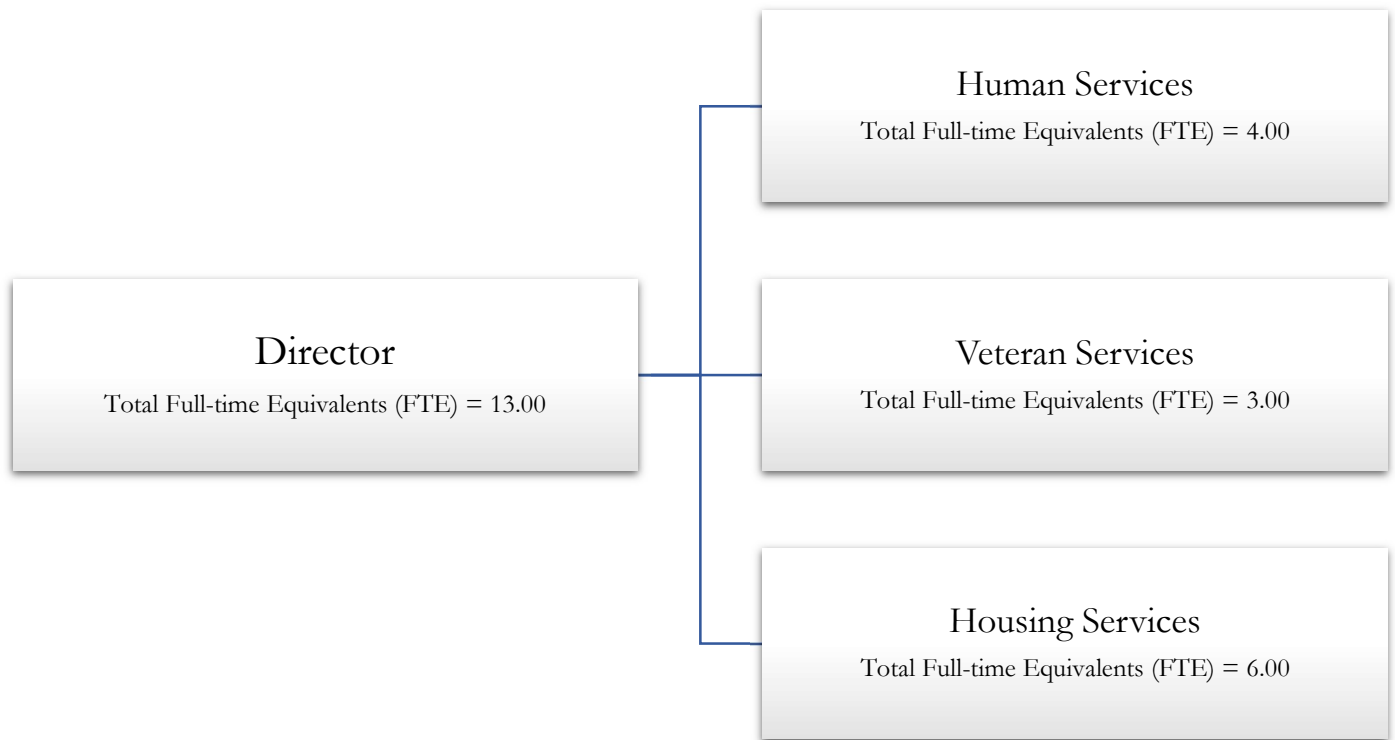 Human Services
Total Full-time Equivalents (FTE) = 4.00
Director
Total Full-time Equivalents (FTE) = 13.00
Veteran Services
Total Full-time Equivalents (FTE) = 3.00
Housing Services
Total Full-time Equivalents (FTE) = 6.00